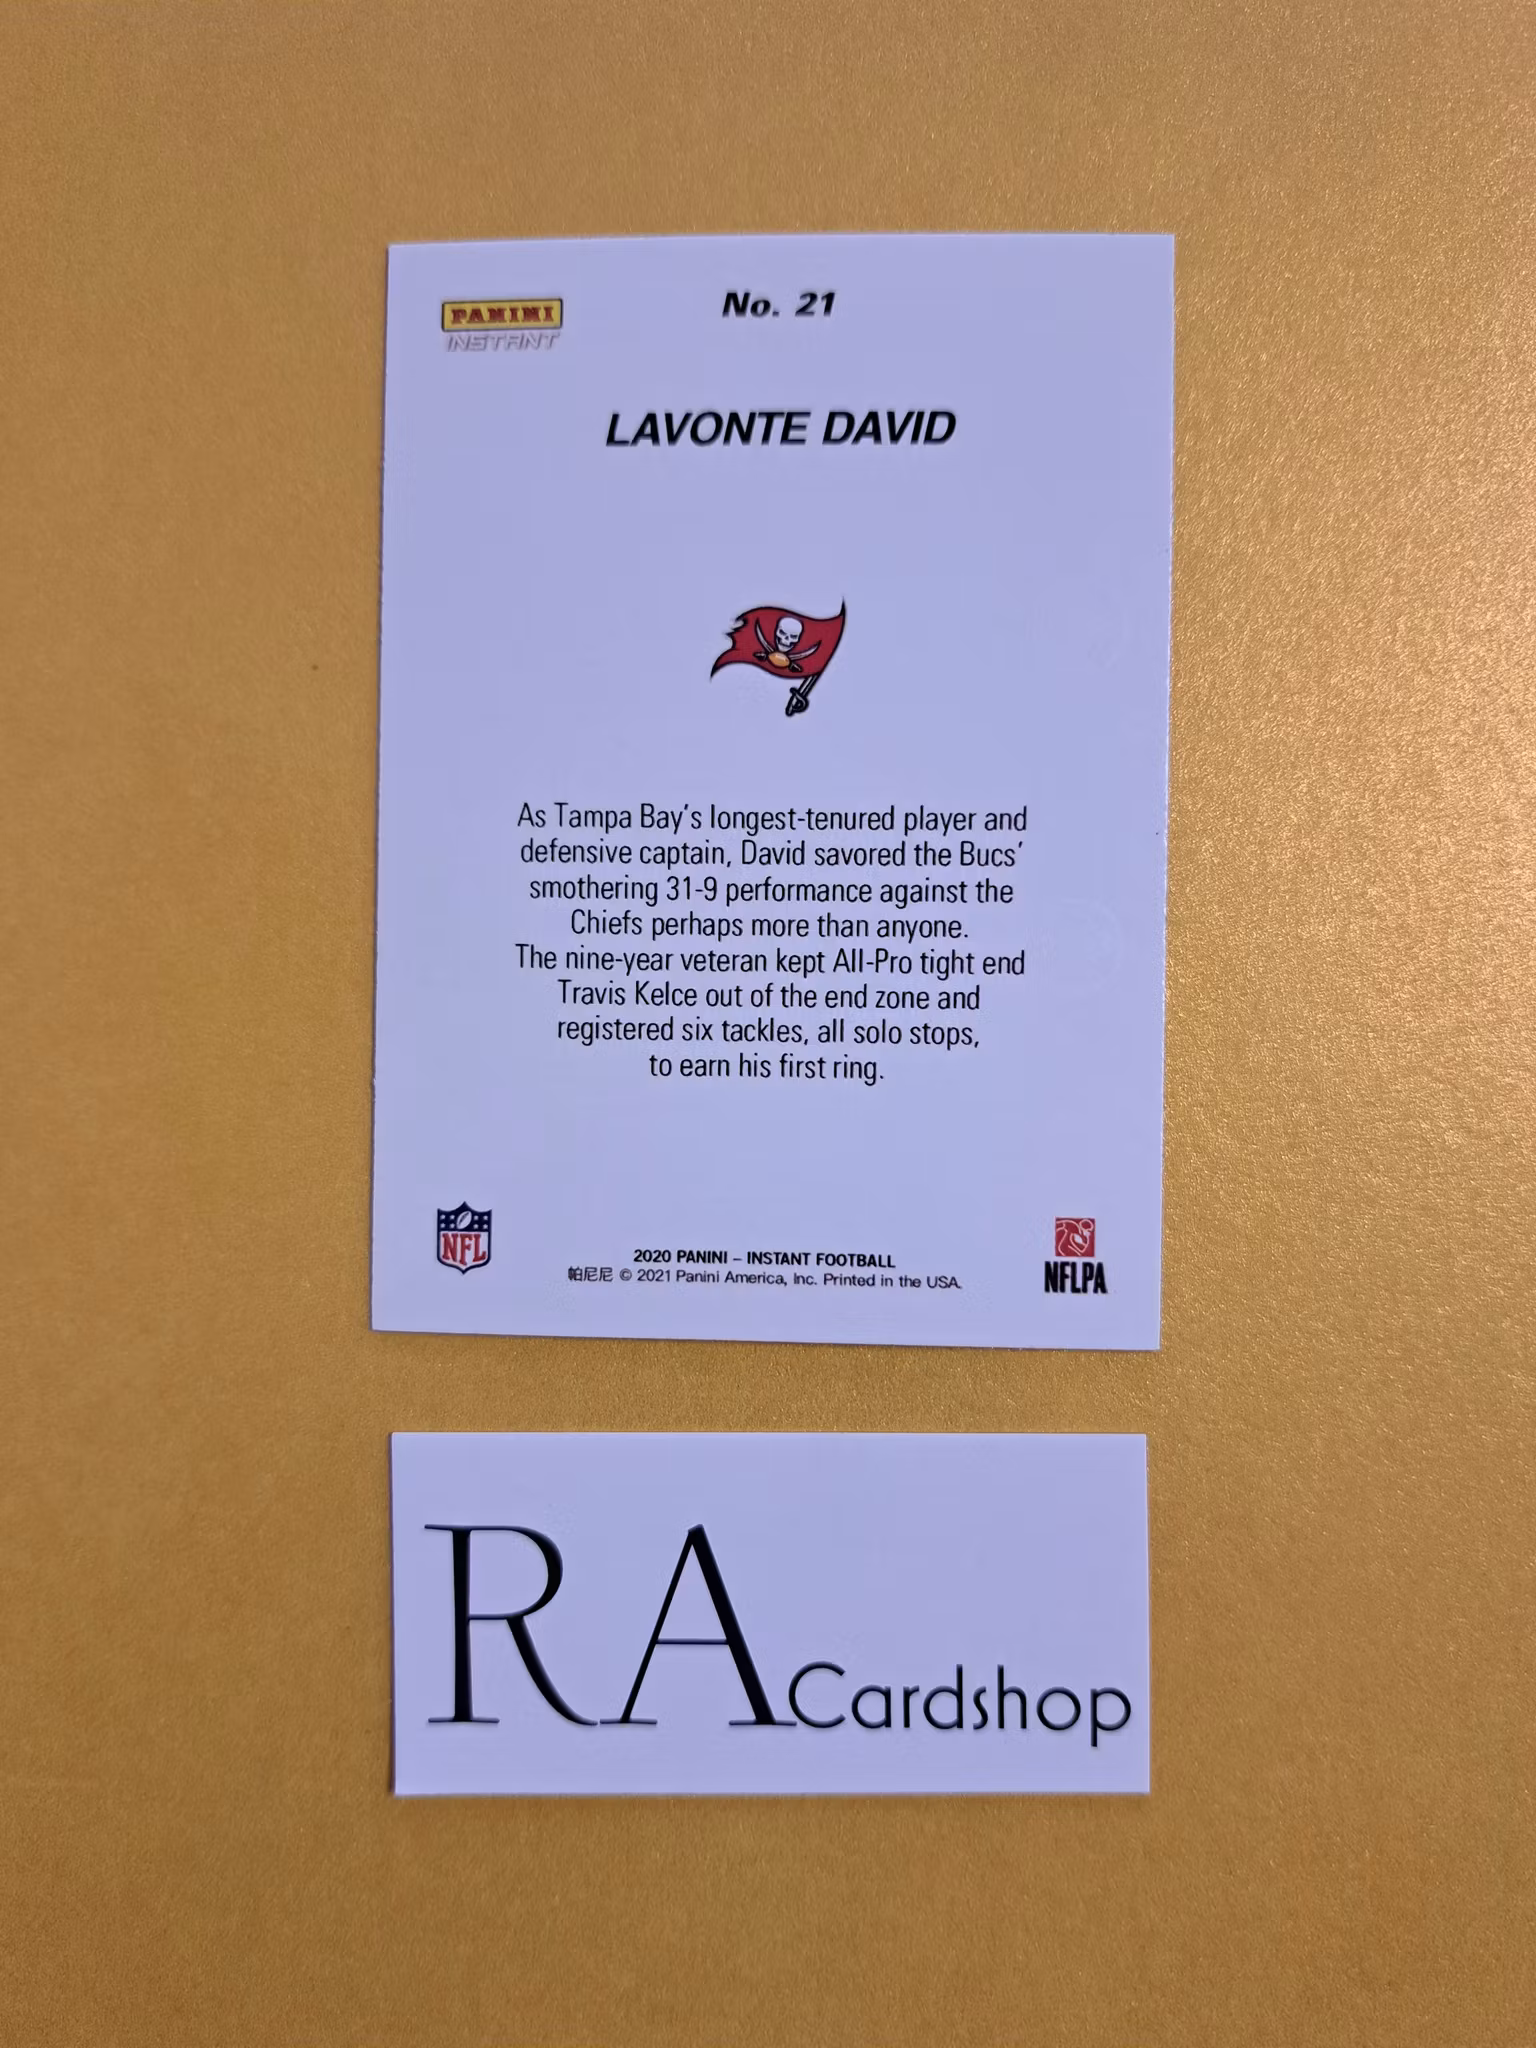 PANINI
INSTANT
No. 21
LAVONTE DAVID
As Tampa Bay's longest-tenured player and
defensive captain, David savored the Bucs'
smothering 31-9 performance against the
Chiefs perhaps more than anyone.
The nine-year veteran kept All-Pro tight end
Travis Kelce out of the end zone and
registered six tackles, all solo stops,
to earn his first ring.
NFL
2020 PANINI – INSTANT FOOTBALL
帕尼尼 © 2021 Panini America, Inc. Printed in the USA.
NFLPA
RA Cardshop